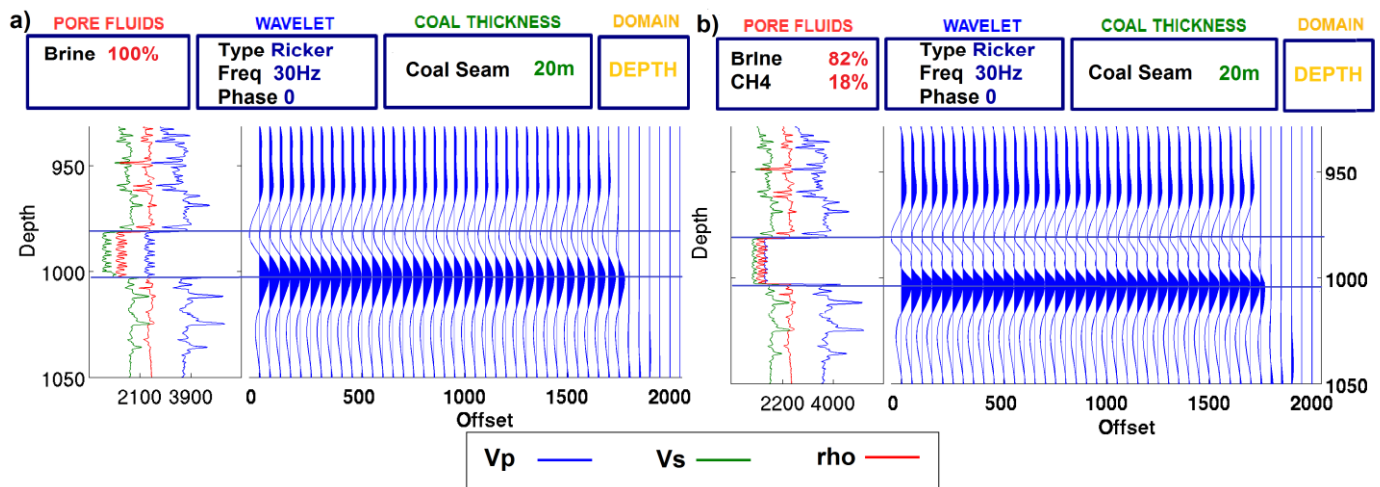 a)
PORE FLUIDS
WAVELET
COAL THICKNESS
DOMAIN
Brine 100%
Type Ricker
Freq 30Hz
Phase 0
Coal Seam 20m
DEPTH
Depth
950
1000
1050
2100 3900
0 500 1000 1500 2000
Offset
b)
PORE FLUIDS
WAVELET
COAL THICKNESS
DOMAIN
BrIne 82%
CH4 18%
Type Ricker
Freq 30Hz
Phase 0
Coal Seam 20m
DEPTH
Depth
950
1000
1050
2200 4000
0 500 1000 1500 2000
Offset
Vp Vs rho